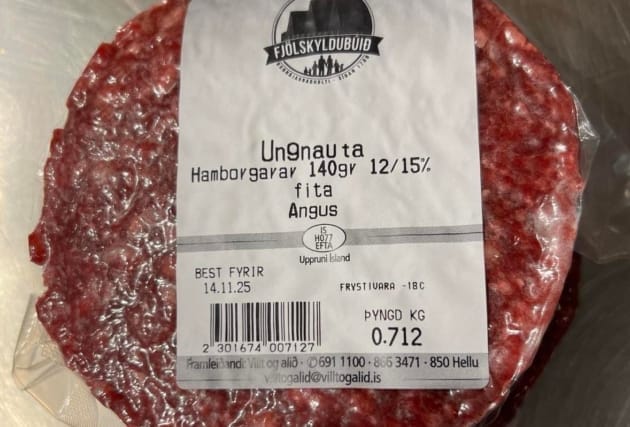 FJÖLSKYLDUBÚIÐ
Ungnauta
Hamborgarar 140gr 12/15%
fita
Angus
IS
H077
EFTA
Uppruni Ísland
BEST FYRIR
14.11.25
FRYSTIVARA -18C
ÞYNGD KG
0.712
2 301674 007127
Framleiðandi: Villt og alið · ✆691 1100 · 866 3471 · 850 Hellu
villtogalid@villtogalid.is